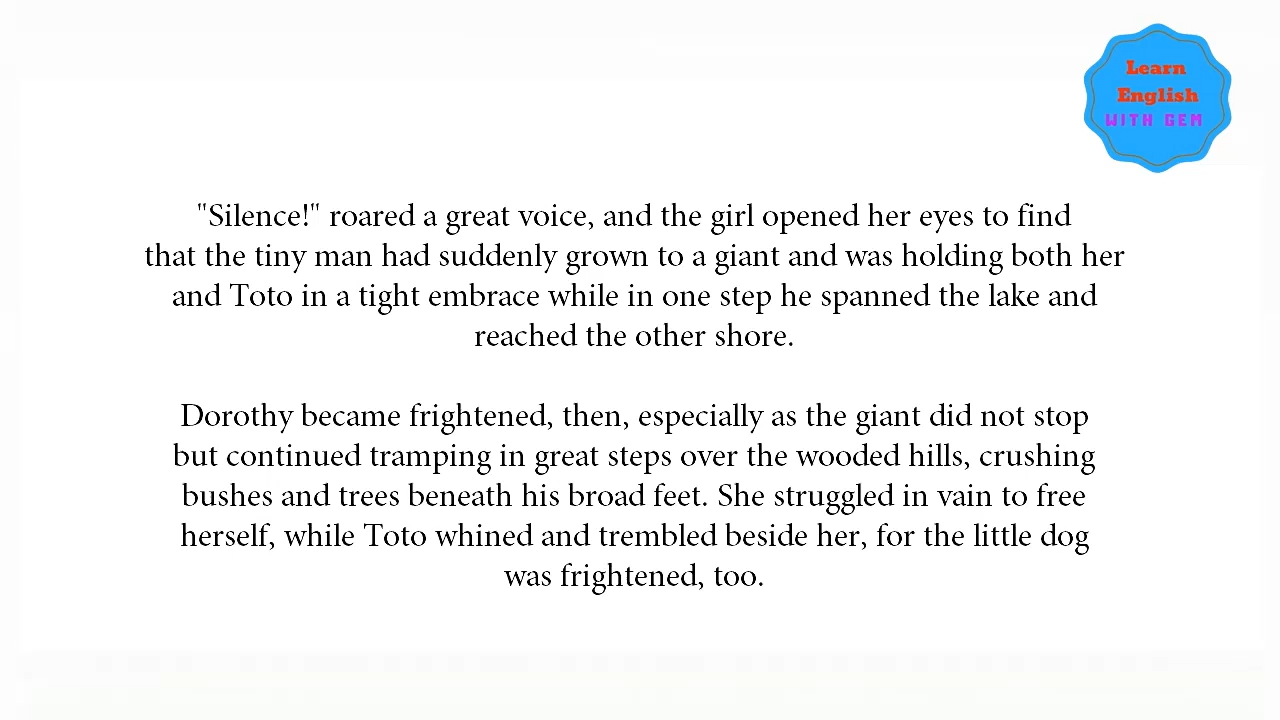 Learn
English
WITH GEM
"Silence!" roared a great voice, and the girl opened her eyes to find
that the tiny man had suddenly grown to a giant and was holding both her
and Toto in a tight embrace while in one step he spanned the lake and
reached the other shore.
Dorothy became frightened, then, especially as the giant did not stop
but continued tramping in great steps over the wooded hills, crushing
bushes and trees beneath his broad feet. She struggled in vain to free
herself, while Toto whined and trembled beside her, for the little dog
was frightened, too.